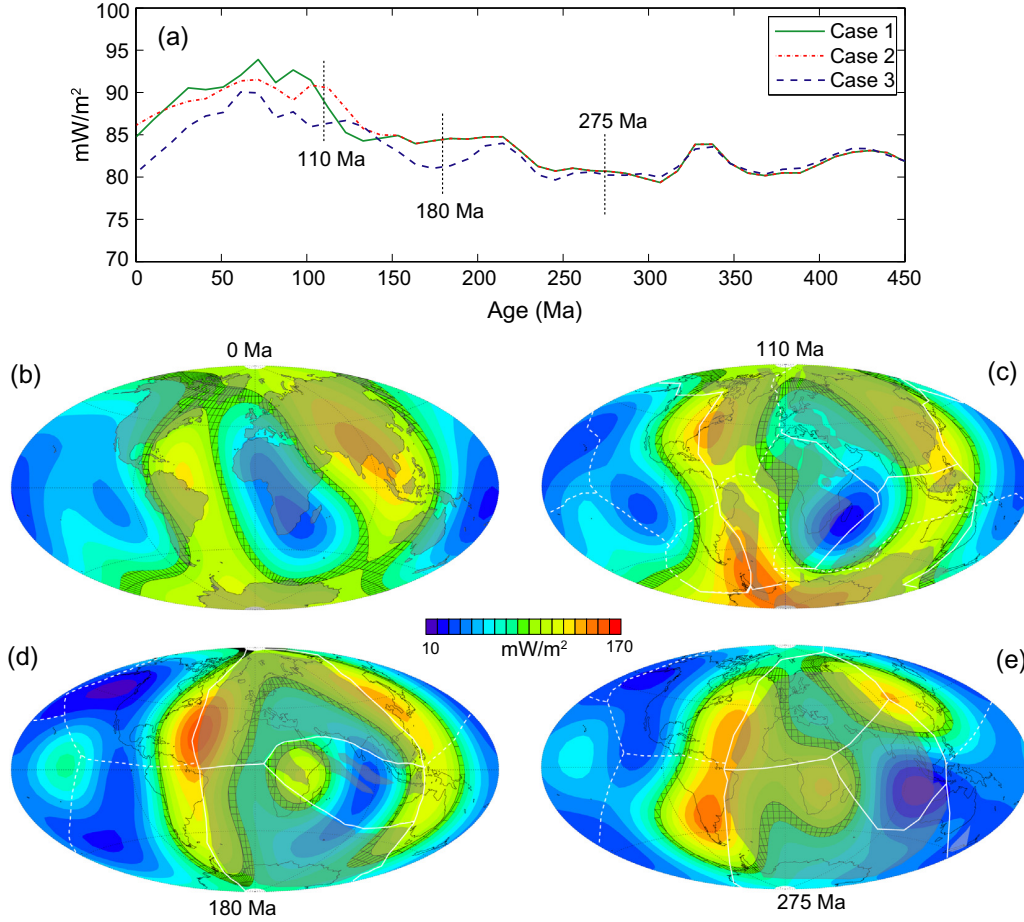 (a)
100
95
90
85
80
75
70
mW/m²
Case 1
Case 2
Case 3
110 Ma
180 Ma
275 Ma
0 50 100 150 200 250 300 350 400 450
Age (Ma)
(b)
0 Ma
110 Ma
(c)
10 mW/m² 170
(d)
(e)
180 Ma
275 Ma